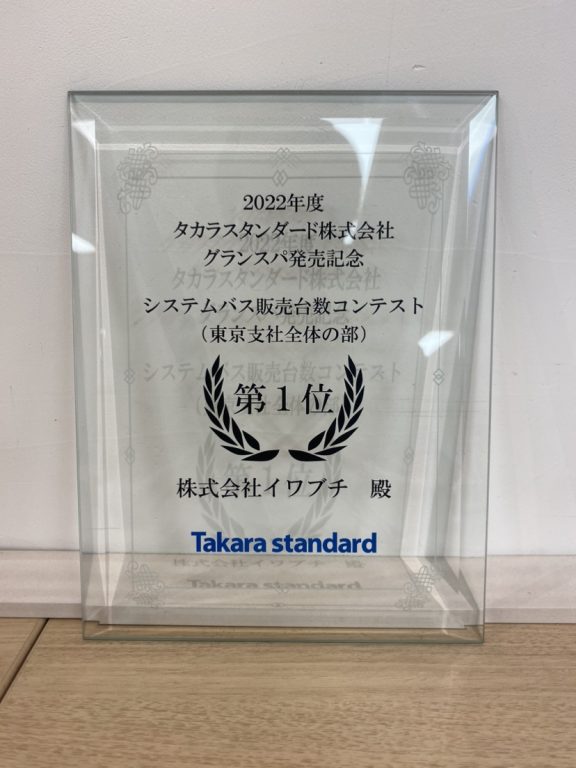 2022年度
タカラスタンダード株式会社
グランスパ発売記念
システムバス販売台数コンテスト
（東京支社全体の部）
第1位
株式会社イワブチ 殿
Takara standard